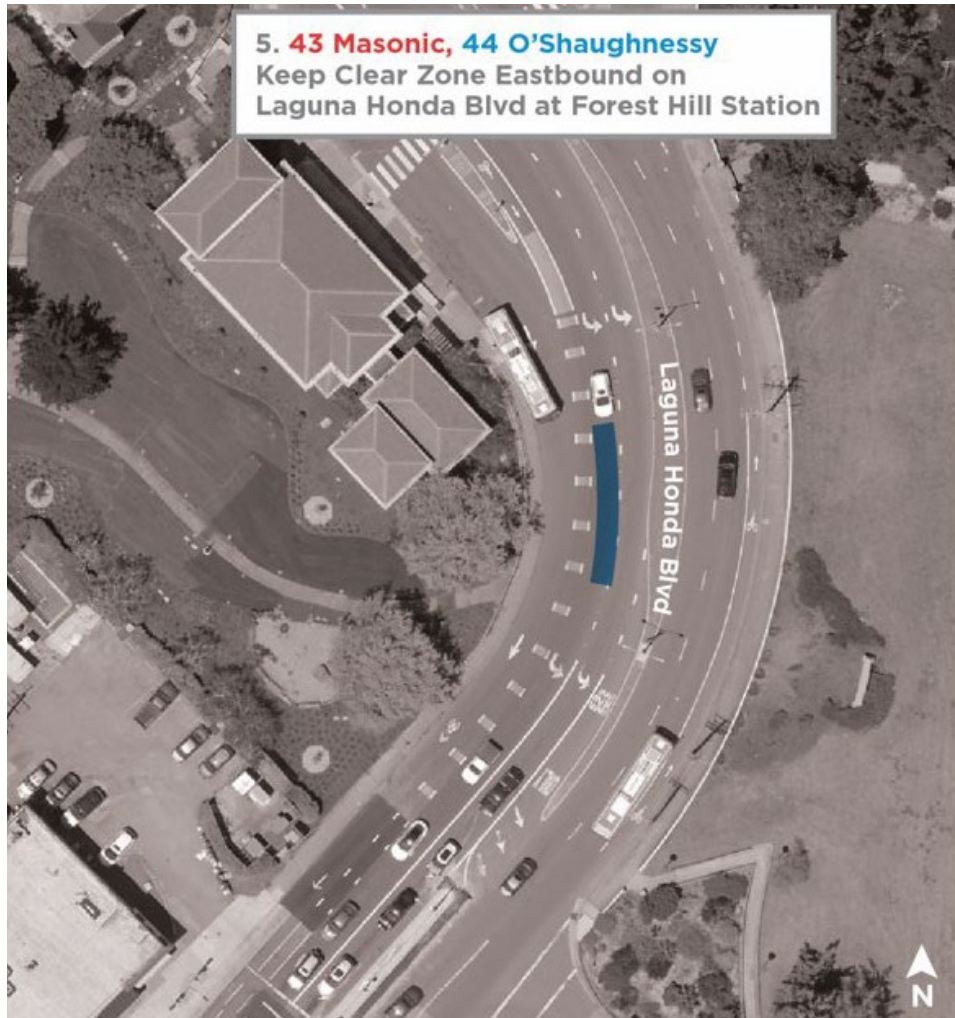 5. 43 Masonic, 44 O'Shaughnessy
Keep Clear Zone Eastbound on
Laguna Honda Blvd at Forest Hill Station
Laguna Honda Blvd
N